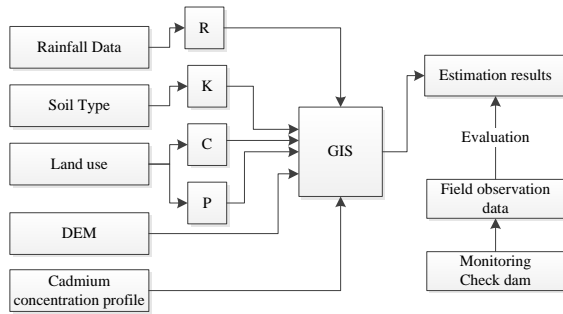 Rainfall Data
R
Soil Type
K
Land use
C
P
DEM
Cadmium
concentration profile
GIS
Estimation results
Evaluation
Field observation
data
Monitoring
Check dam